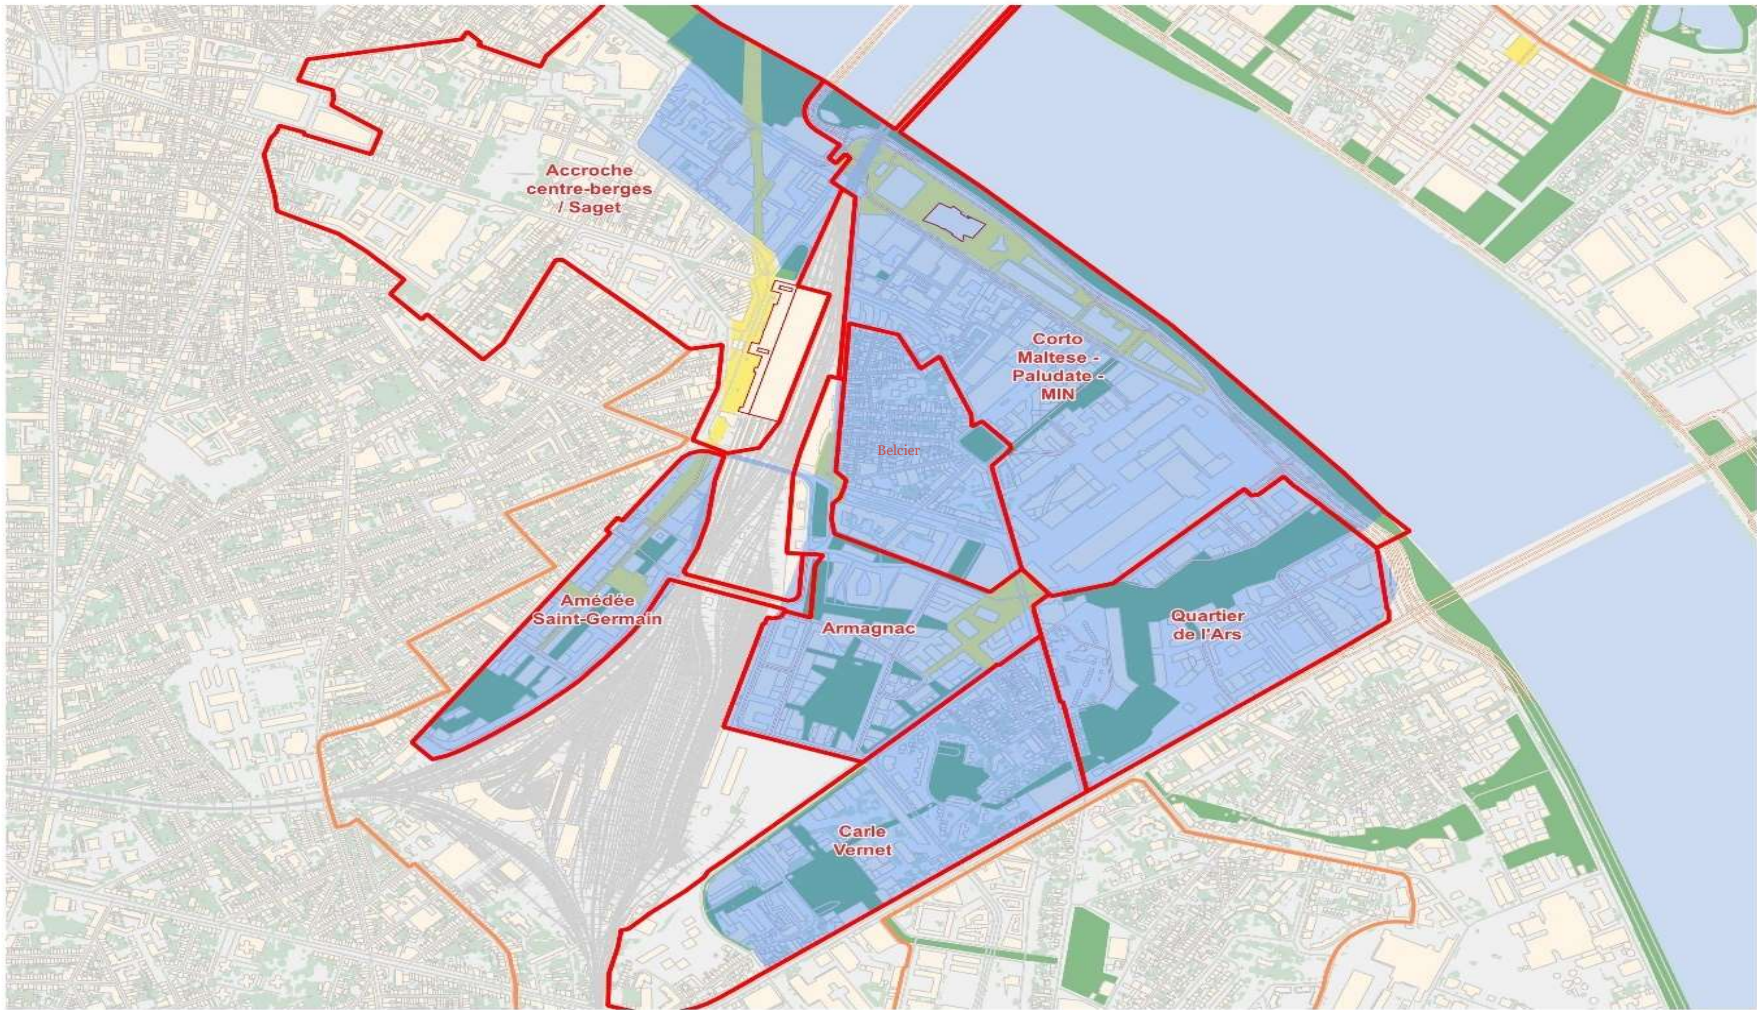 Accroche
centre-berges
/ Saget
Corto
Maltese -
Paludate -
MIN
Belcier
Amédée
Saint-Germain
Armagnac
Quartier
de l'Ars
Carle
Vernet